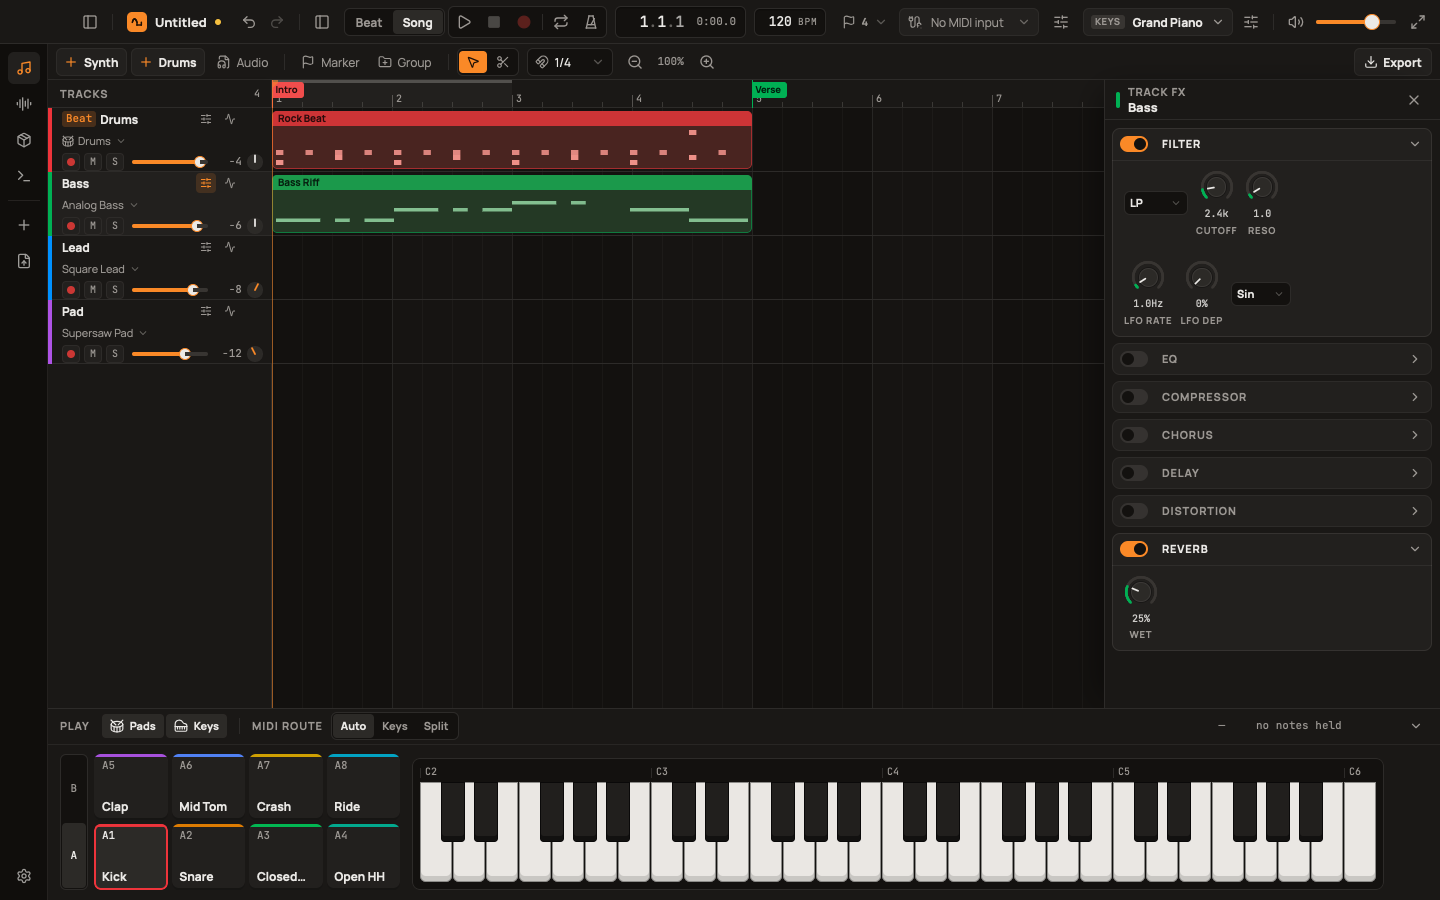 Untitled
Beat Song
1.1.1 0:00.0
120 BPM
4
No MIDI input
KEYS Grand Piano
Synth Drums Audio Marker Group
1/4
100%
Export
TRACKS 4
Intro Verse
1 2 3 4 5 6 7
Beat Drums
Drums
M S -4
Bass
Analog Bass
M S -6
Lead
Square Lead
M S -8
Pad
Supersaw Pad
M S -12
Rock Beat
Bass Riff
TRACK FX
Bass
FILTER
LP
2.4k 1.0
CUTOFF RESO
1.0Hz 0% Sin
LFO RATE LFO DEP
EQ
COMPRESSOR
CHORUS
DELAY
DISTORTION
REVERB
25%
WET
PLAY Pads Keys MIDI ROUTE Auto Keys Split
— no notes held
B
A
A5 A6 A7 A8
Clap Mid Tom Crash Ride
A1 A2 A3 A4
Kick Snare Closed... Open HH
C2 C3 C4 C5 C6